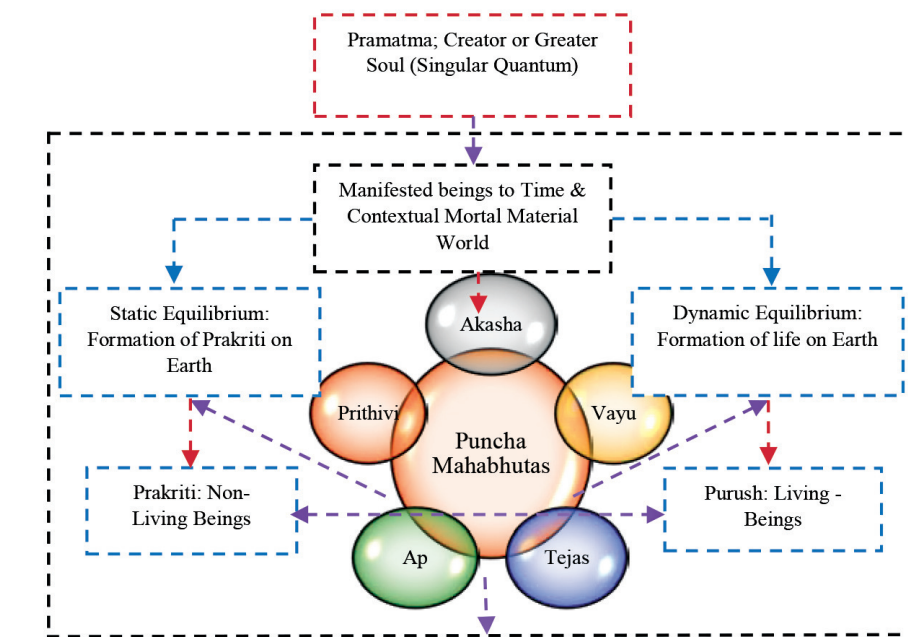 Pramatma; Creator or Greater
Soul (Singular Quantum)
Manifested beings to Time &
Contextual Mortal Material
World
Static Equilibrium:
Formation of Prakriti on
Earth
Akasha
Dynamic Equilibrium:
Formation of life on Earth
Prithivi
Vayu
Puncha
Mahabhutas
Prakriti: Non-
Living Beings
Purush: Living -
Beings
Ap
Tejas